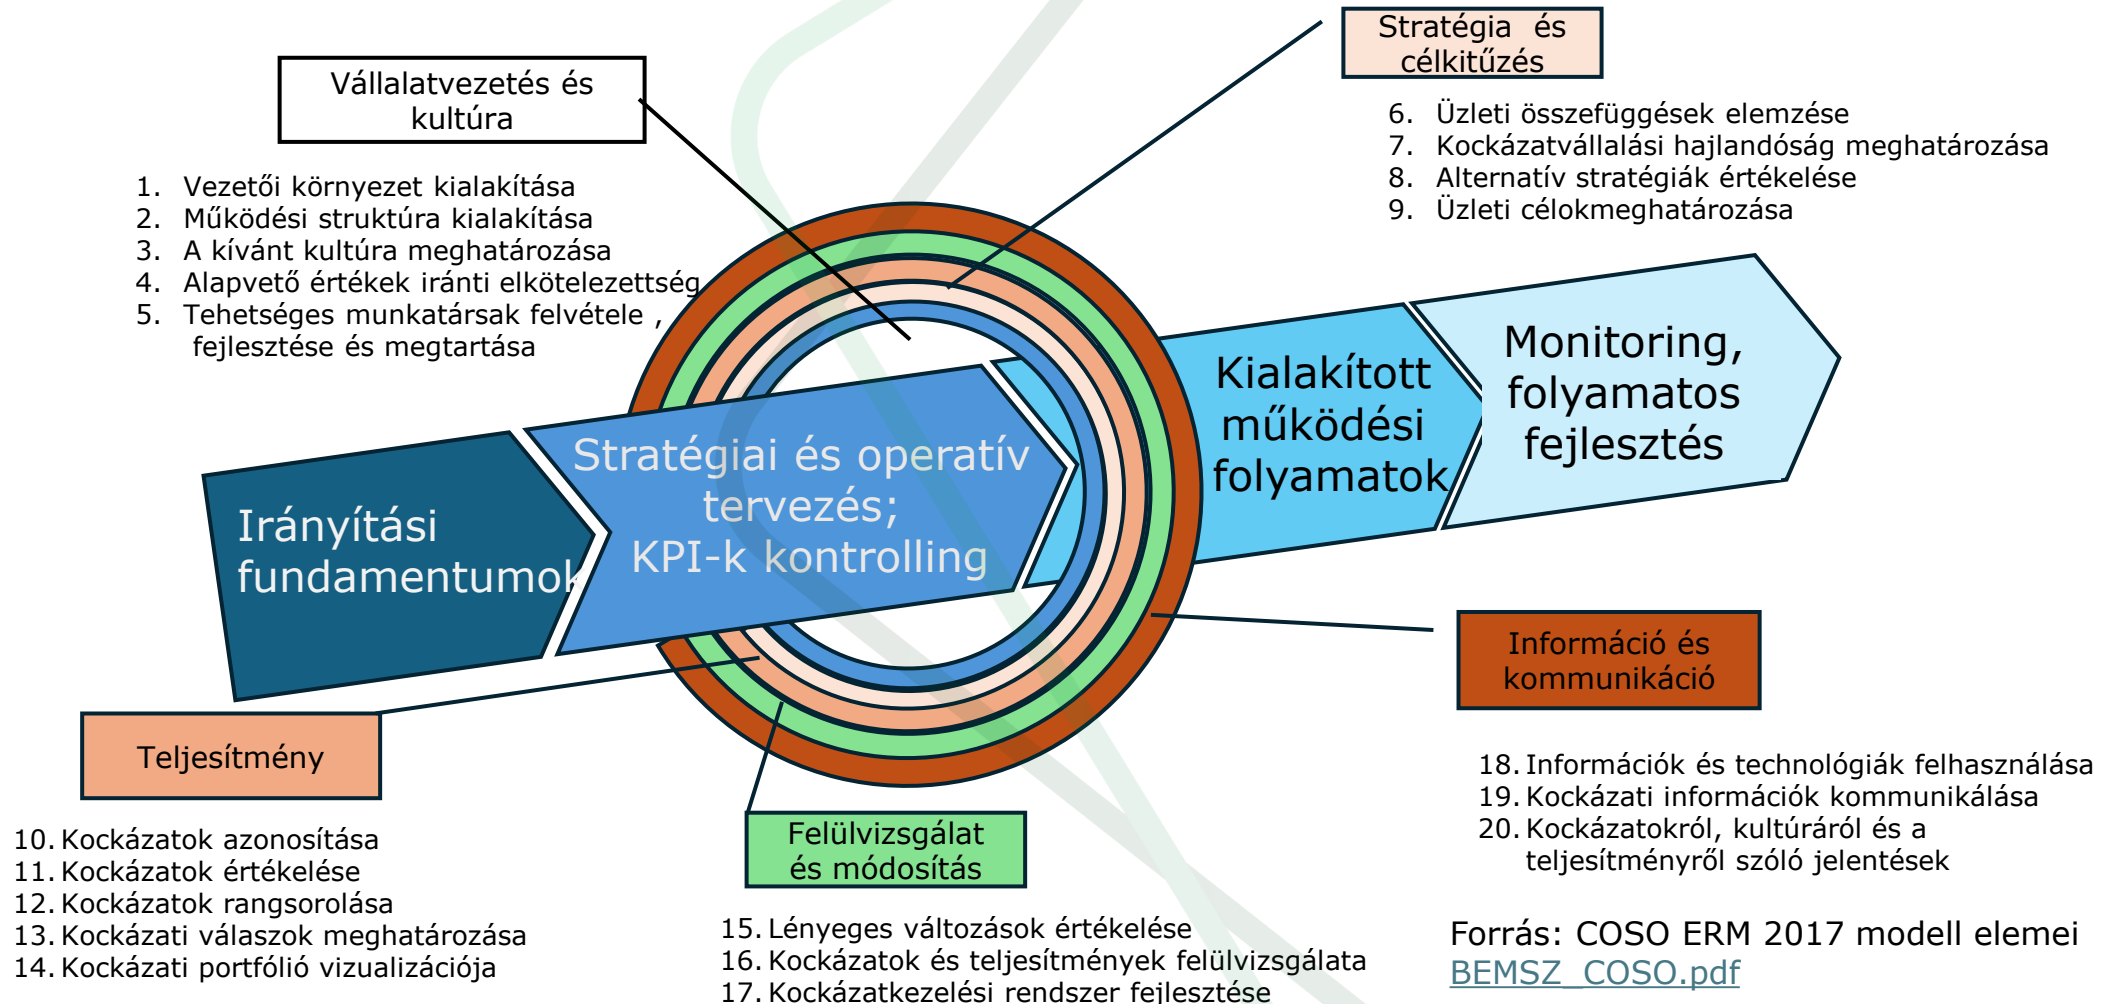 Vállalatvezetés és
kultúra
1. Vezetői környezet kialakítása
2. Működési struktúra kialakítása
3. A kívánt kultúra meghatározása
4. Alapvető értékek iránti elkötelezettség
5. Tehetséges munkatársak felvétele ,
fejlesztése és megtartása
Stratégia és
célkitűzés
6. Üzleti összefüggések elemzése
7. Kockázatvállalási hajlandóság meghatározása
8. Alternatív stratégiák értékelése
9. Üzleti célokmeghatározása
Irányítási
fundamentumok
Stratégiai és operatív
tervezés;
KPI-k kontrolling
Kialakított
működési
folyamatok
Monitoring,
folyamatos
fejlesztés
Teljesítmény
10. Kockázatok azonosítása
11. Kockázatok értékelése
12. Kockázatok rangsorolása
13. Kockázati válaszok meghatározása
14. Kockázati portfólió vizualizációja
Felülvizsgálat
és módosítás
15. Lényeges változások értékelése
16. Kockázatok és teljesítmények felülvizsgálata
17. Kockázatkezelési rendszer fejlesztése
Információ és
kommunikáció
18. Információk és technológiák felhasználása
19. Kockázati információk kommunikálása
20. Kockázatokról, kultúráról és a
teljesítményről szóló jelentések
Forrás: COSO ERM 2017 modell elemei
BEMSZ_COSO.pdf